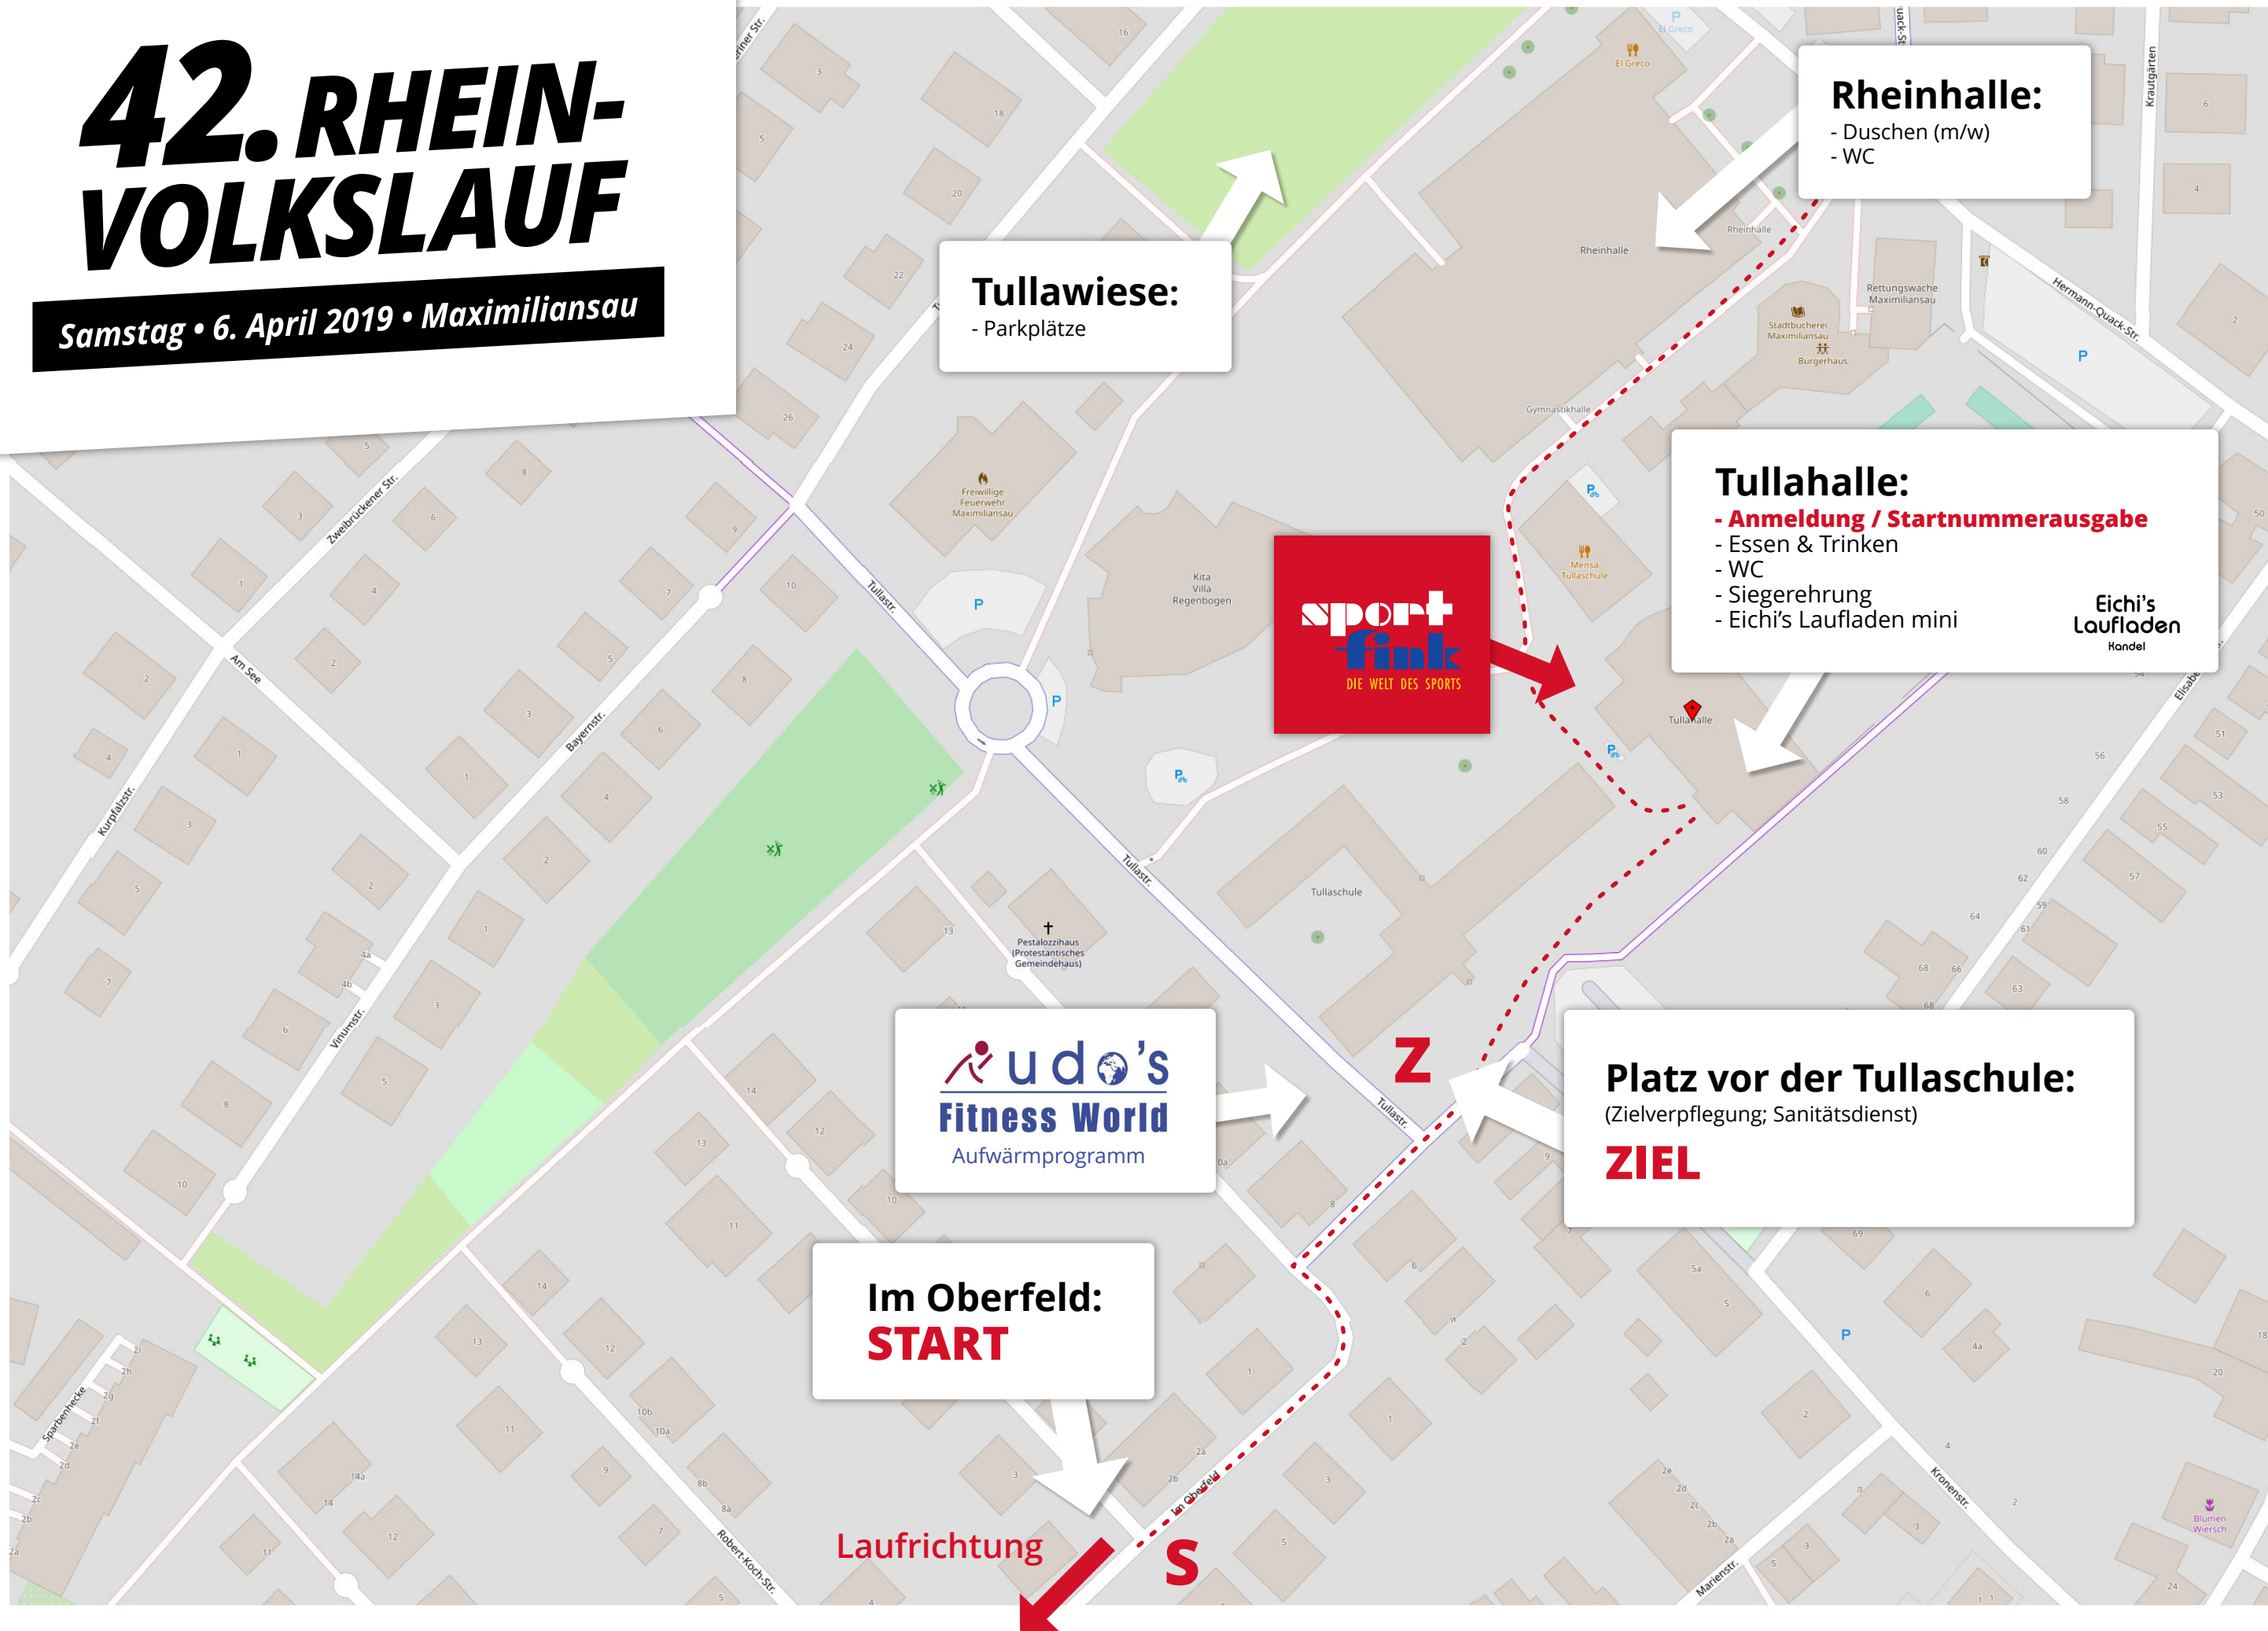 42. RHEIN-
VOLKSLAUF
Samstag • 6. April 2019 • Maximiliansau
Rheinhalle:
- Duschen (m/w)
- WC
Tullawiese:
- Parkplätze
Tullahalle:
- Anmeldung / Startnummerausgabe
- Essen & Trinken
- WC
- Siegerehrung
- Eichi's Laufladen mini
Eichi's
Laufladen
Kandel
sport
fink
DIE WELT DES SPORTS
udo's
Fitness World
Aufwärmprogramm
Platz vor der Tullaschule:
(Zielverpflegung; Sanitätsdienst)
ZIEL
Im Oberfeld:
START
Laufrichtung
S
Z
El Greco
P
El Greco
Rheinhalle
Rheinhalle
Gymnastikhalle
Rettungswache
Maximiliansau
Stadtbücherei
Maximiliansau
Bürgerhaus
Hermann-Quack-Str.
Krautgärten
Freiwillige
Feuerwehr
Maximiliansau
Kita
Villa
Regenbogen
Mensa
Tullaschule
Tullahalle
Tullaschule
Pestalozzihaus
(Protestantisches
Gemeindehaus)
Zweibrückener Str.
Am See
Kurpfalzstr.
Bayernstr.
Vinumstr.
Tullastr.
Tullastr.
Tullastr.
Sparbenhecke
Robert-Koch-Str.
Im Oberfeld
Marienstr.
Kronenstr.
Blumen
Wiersch